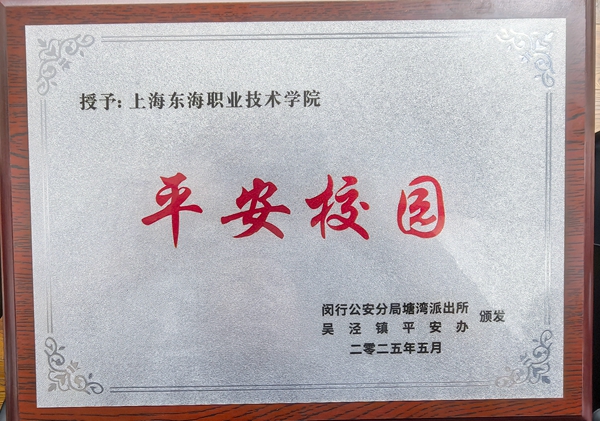 授予：上海东海职业技术学院
平安校园
闵行公安分局塘湾派出所
吴泾镇平安办
颁发
二零二五年五月